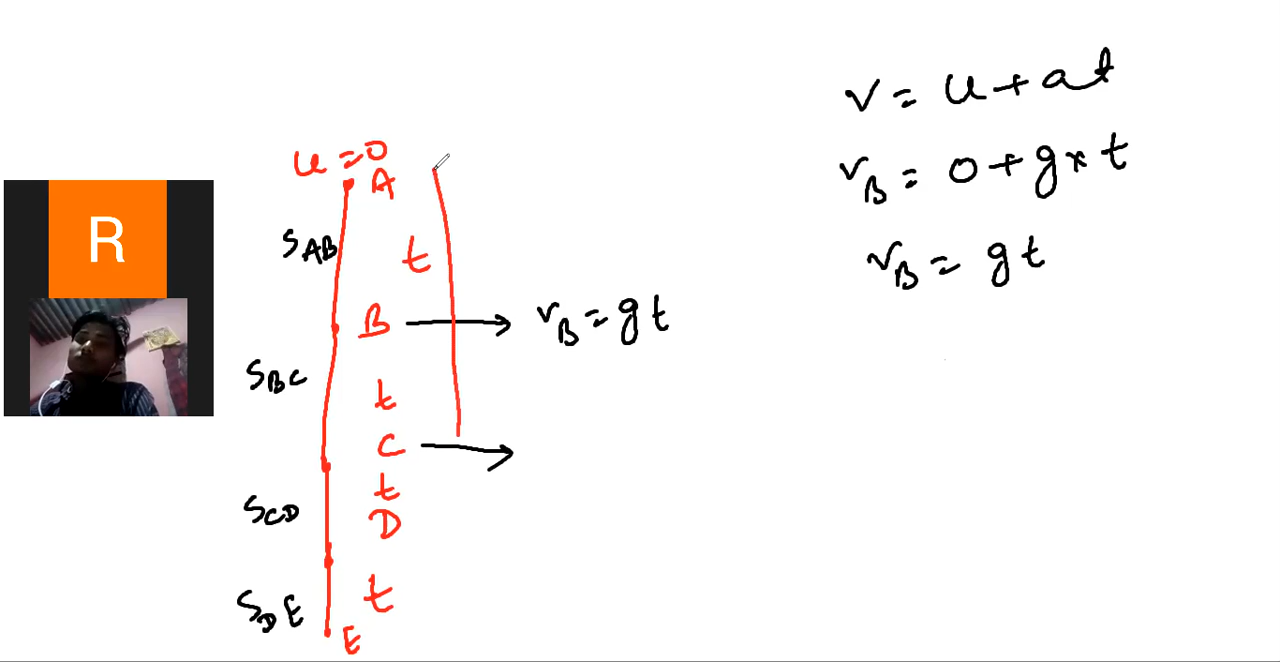 R
u = 0
A
S_AB
t
B
v_B = gt
S_BC
t
C
t
S_CD
D
t
S_DE
E
v = u + at
v_B = 0 + g × t
v_B = gt